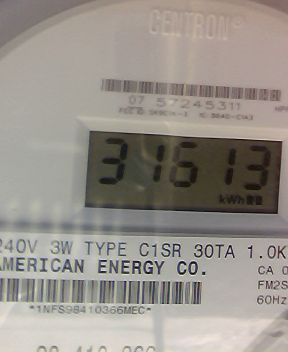 CENTRON®
07 57245311
31613
kWh
240V 3W TYPE C1SR 30TA 1.0K
AMERICAN ENERGY CO.
CA 0
FM2S
60Hz
*1NFS98410366MEC*